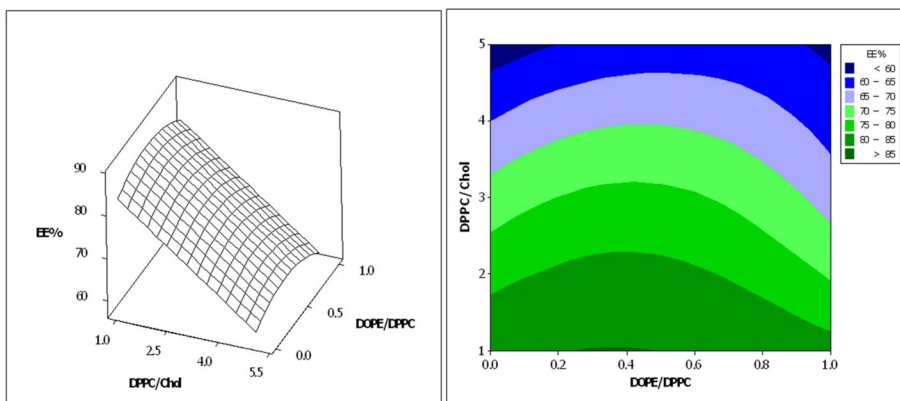 90
80
EE%
70
60
1.0
2.5
4.0
5.5
DPPC/Chol
0.0
0.5
1.0
DOPE/DPPC
5
4
3
2
1
DPPC/Chol
0.0
0.2
0.4
0.6
0.8
1.0
DOPE/DPPC
EE%
< 60
60 – 65
65 – 70
70 – 75
75 – 80
80 – 85
> 85